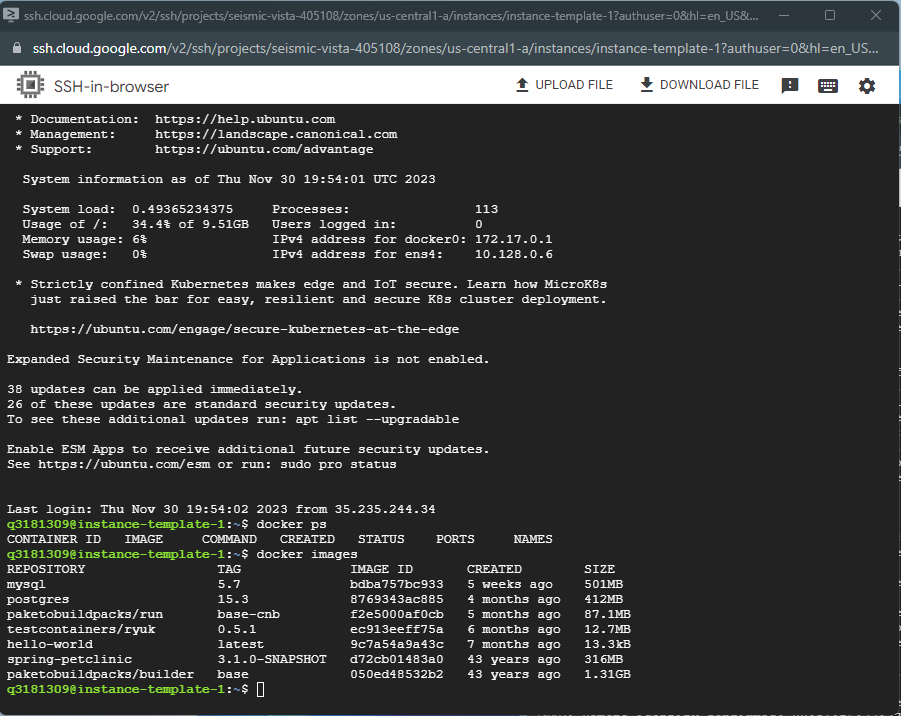 ssh.cloud.google.com/v2/ssh/projects/seismic-vista-405108/zones/us-central1-a/instances/instance-template-1?authuser=0&hl=en_US&...
ssh.cloud.google.com/v2/ssh/projects/seismic-vista-405108/zones/us-central1-a/instances/instance-template-1?authuser=0&hl=en_US...
SSH-in-browser UPLOAD FILE DOWNLOAD FILE
* Documentation: https://help.ubuntu.com
* Management: https://landscape.canonical.com
* Support: https://ubuntu.com/advantage
System information as of Thu Nov 30 19:54:01 UTC 2023
System load: 0.49365234375 Processes: 113
Usage of /: 34.4% of 9.51GB Users logged in: 0
Memory usage: 6% IPv4 address for docker0: 172.17.0.1
Swap usage: 0% IPv4 address for ens4: 10.128.0.6
* Strictly confined Kubernetes makes edge and IoT secure. Learn how MicroK8s
just raised the bar for easy, resilient and secure K8s cluster deployment.
https://ubuntu.com/engage/secure-kubernetes-at-the-edge
Expanded Security Maintenance for Applications is not enabled.
38 updates can be applied immediately.
26 of these updates are standard security updates.
To see these additional updates run: apt list --upgradable
Enable ESM Apps to receive additional future security updates.
See https://ubuntu.com/esm or run: sudo pro status
Last login: Thu Nov 30 19:54:02 2023 from 35.235.244.34
q3181309@instance-template-1:~$ docker ps
CONTAINER ID IMAGE COMMAND CREATED STATUS PORTS NAMES
q3181309@instance-template-1:~$ docker images
REPOSITORY TAG IMAGE ID CREATED SIZE
mysql 5.7 bdba757bc933 5 weeks ago 501MB
postgres 15.3 8769343ac885 4 months ago 412MB
paketobuildpacks/run base-cnb f2e5000af0cb 5 months ago 87.1MB
testcontainers/ryuk 0.5.1 ec913eeff75a 6 months ago 12.7MB
hello-world latest 9c7a54a9a43c 7 months ago 13.3kB
spring-petclinic 3.1.0-SNAPSHOT d72cb01483a0 43 years ago 316MB
paketobuildpacks/builder base 050ed48532b2 43 years ago 1.31GB
q3181309@instance-template-1:~$